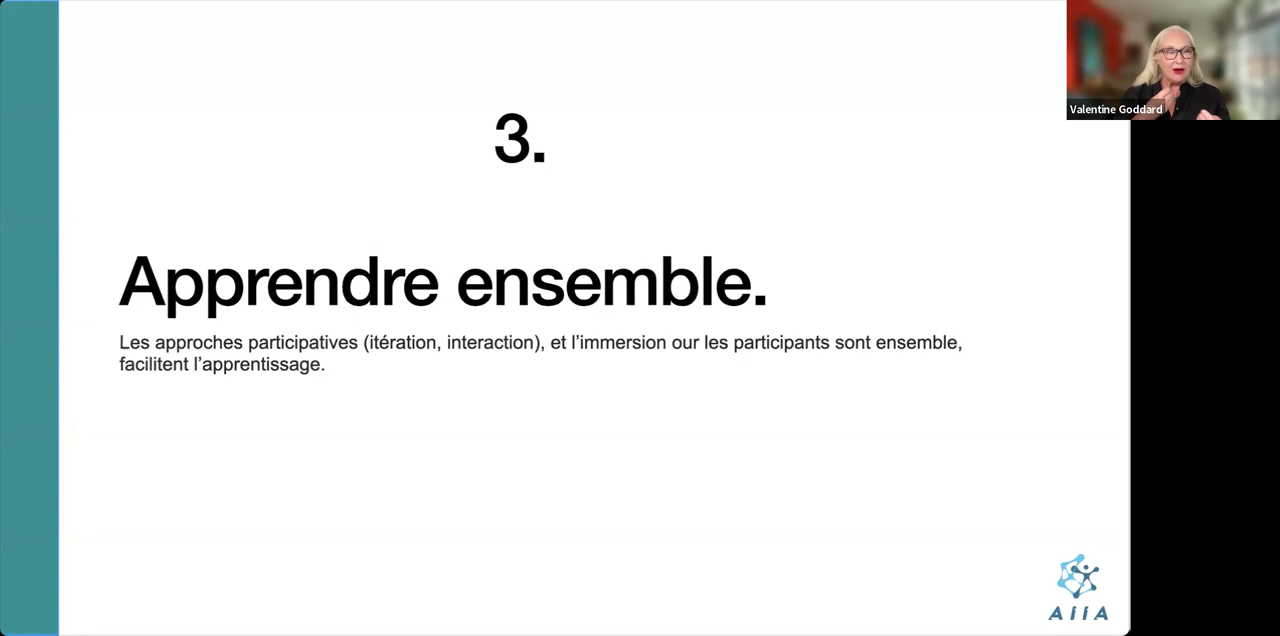 Valentine Goddard
3.
Apprendre ensemble.
Les approches participatives (itération, interaction), et l’immersion our les participants sont ensemble,
facilitent l’apprentissage.
AiiA